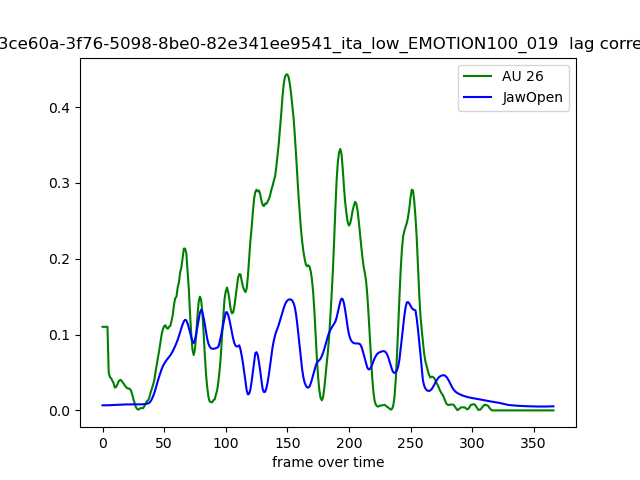 3ce60a-3f76-5098-8be0-82e341ee9541_ita_low_EMOTION100_019 lag corre
AU 26
JawOpen
0.4
0.3
0.2
0.1
0.0
0 50 100 150 200 250 300 350
frame over time